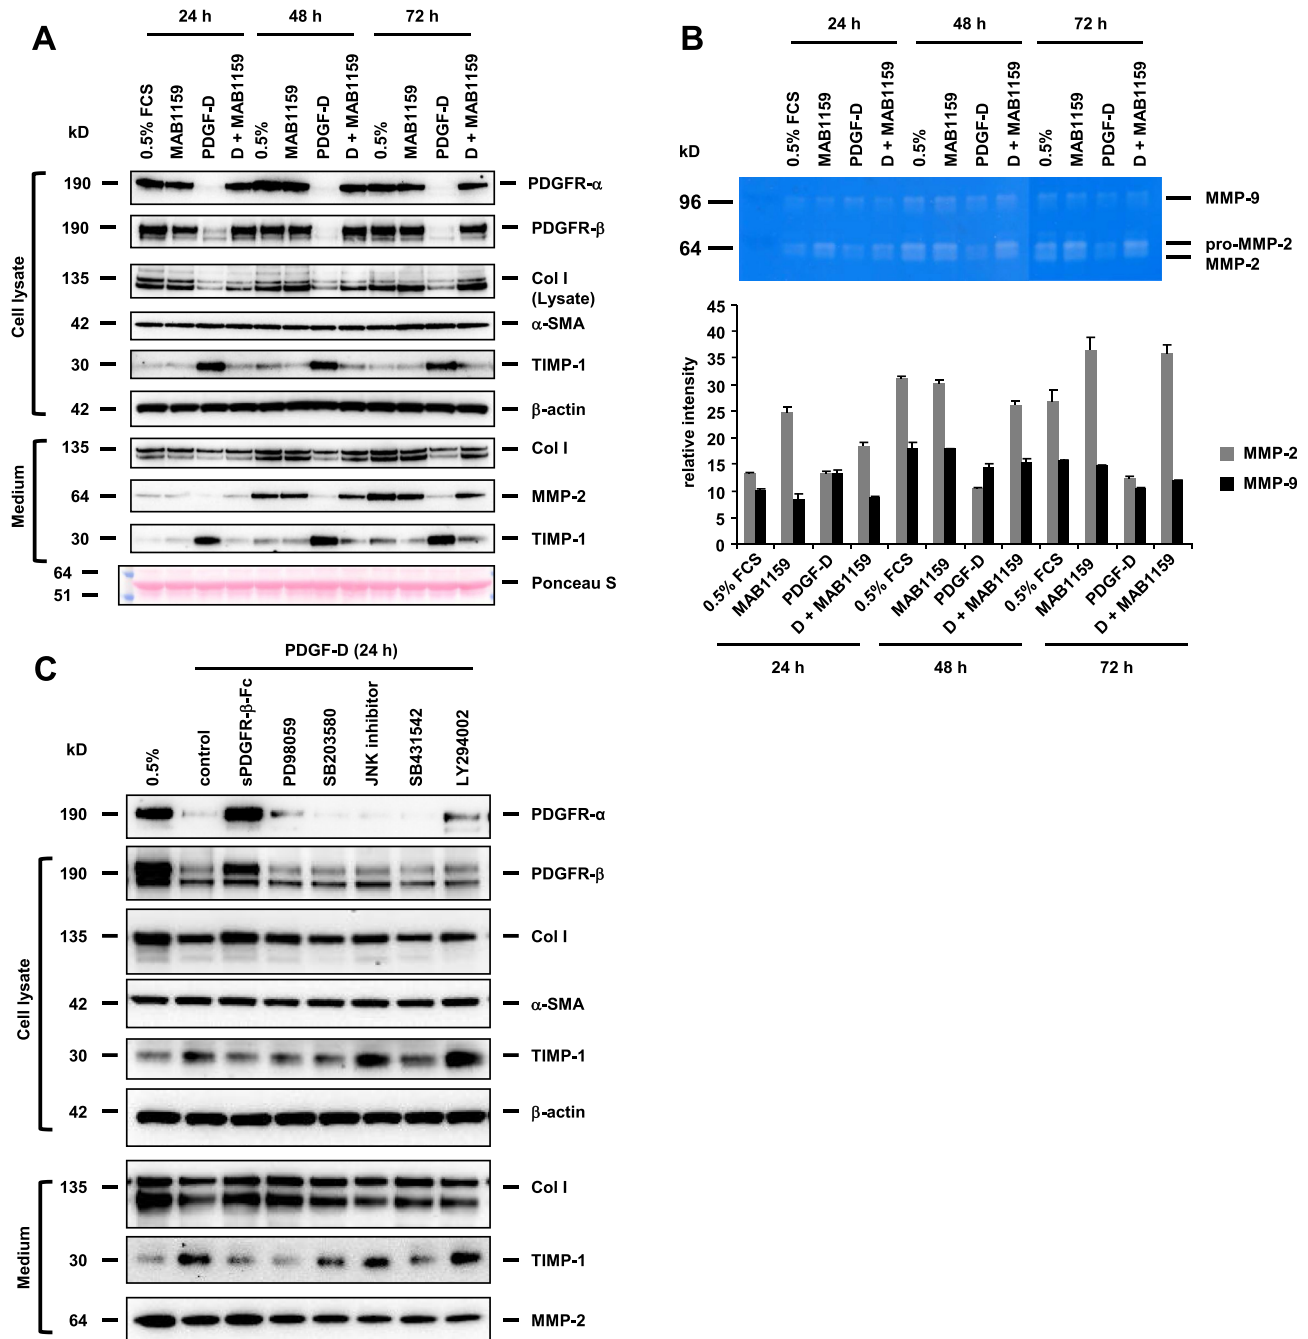 A
24 h 48 h 72 h
kD
0.5% FCS
MAB1159
PDGF-D
D + MAB1159
0.5%
MAB1159
PDGF-D
D + MAB1159
0.5%
MAB1159
PDGF-D
D + MAB1159
Cell lysate
190 PDGFR-α
190 PDGFR-β
135 Col I
(Lysate)
42 α-SMA
30 TIMP-1
42 β-actin
Medium
135 Col I
64 MMP-2
30 TIMP-1
64
51
Ponceau S
B
24 h 48 h 72 h
kD
0.5% FCS
MAB1159
PDGF-D
D + MAB1159
0.5%
MAB1159
PDGF-D
D + MAB1159
0.5%
MAB1159
PDGF-D
D + MAB1159
96 MMP-9
64 pro-MMP-2
MMP-2
relative intensity
45
40
35
30
25
20
15
10
5
0
MMP-2
MMP-9
0.5% FCS
MAB1159
PDGF-D
D + MAB1159
0.5% FCS
MAB1159
PDGF-D
D + MAB1159
0.5% FCS
MAB1159
PDGF-D
D + MAB1159
24 h 48 h 72 h
C
PDGF-D (24 h)
kD
0.5%
control
sPDGFR-β-Fc
PD98059
SB203580
JNK inhibitor
SB431542
LY294002
190 PDGFR-α
Cell lysate
190 PDGFR-β
135 Col I
42 α-SMA
30 TIMP-1
42 β-actin
Medium
135 Col I
30 TIMP-1
64 MMP-2